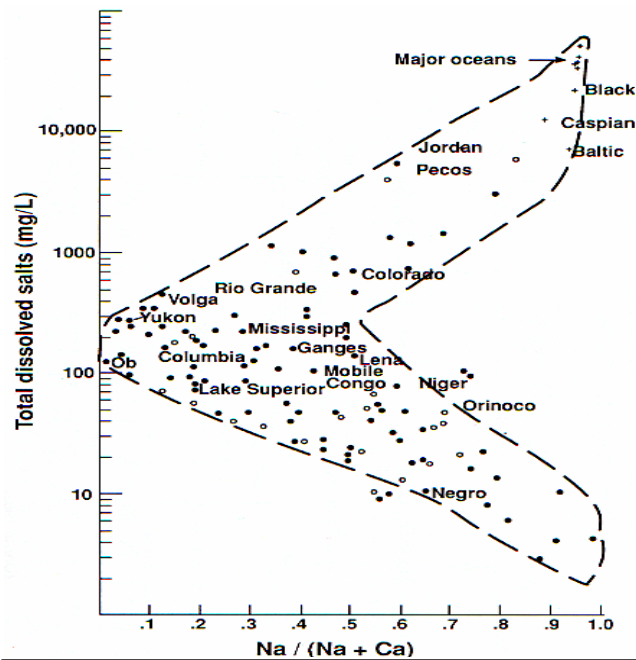 Major oceans
Black
10,000
Caspian
Jordan
Baltic
Pecos
Total dissolved salts (mg/L)
1000
Colorado
Rio Grande
Volga
Yukon
Mississippi
Ganges
Columbia
Lena
Ob
100
Mobile
Lake Superior
Congo
Niger
Orinoco
10
Negro
.1 .2 .3 .4 .5 .6 .7 .8 .9 1.0
Na / (Na + Ca)